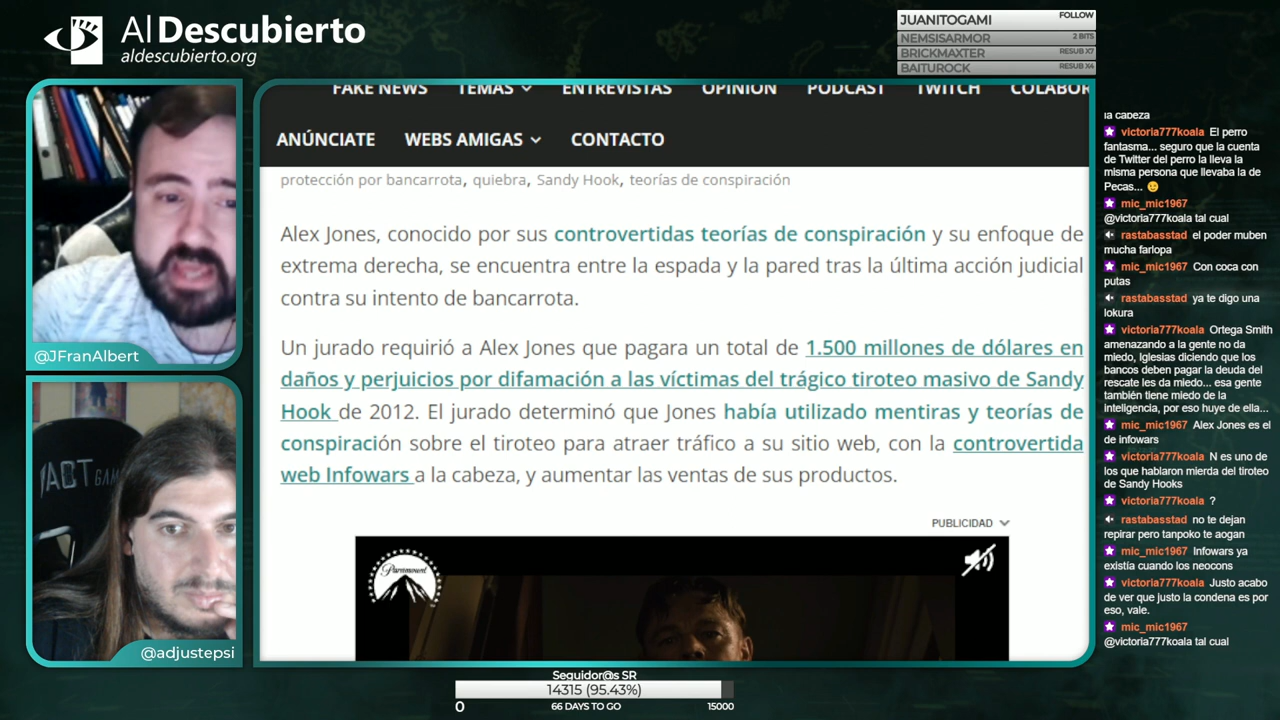 Al Descubierto
aldescubierto.org
JUANITOGAMI FOLLOW
NEMSISARMOR 2 BITS
BRICKMAXTER RESUB X7
BAITUROCK RESUB X4
FAKE NEWS TEMAS ENTREVISTAS OPINIÓN PODCAST TWITCH COLABOR
ANÚNCIATE WEBS AMIGAS CONTACTO
protección por bancarrota, quiebra, Sandy Hook, teorías de conspiración
Alex Jones, conocido por sus controvertidas teorías de conspiración y su enfoque de
extrema derecha, se encuentra entre la espada y la pared tras la última acción judicial
contra su intento de bancarrota.
Un jurado requirió a Alex Jones que pagara un total de 1.500 millones de dólares en
daños y perjuicios por difamación a las víctimas del trágico tiroteo masivo de Sandy
Hook de 2012. El jurado determinó que Jones había utilizado mentiras y teorías de
conspiración sobre el tiroteo para atraer tráfico a su sitio web, con la controvertida
web Infowars a la cabeza, y aumentar las ventas de sus productos.
PUBLICIDAD
Paramount
@JFranAlbert
@adjustepsi
la cabeza
victoria777koala El perro
fantasma... seguro que la cuenta
de Twitter del perro la lleva la
misma persona que llevaba la de
Pecas...
mic_mic1967
@victoria777koala tal cual
rastabasstad el poder muben
mucha farlopa
mic_mic1967 Con coca con
putas
rastabasstad ya te digo una
lokura
victoria777koala Ortega Smith
amenazando a la gente no da
miedo, Iglesias diciendo que los
bancos deben pagar la deuda del
rescate les da miedo... esa gente
también tiene miedo de la
inteligencia, por eso huye de ella...
mic_mic1967 Alex Jones es el
de infowars
victoria777koala N es uno de
los que hablaron mierda del tiroteo
de Sandy Hooks
victoria777koala ?
rastabasstad no te dejan
repirar pero tanpoko te aogan
mic_mic1967 Infowars ya
existía cuando los neocons
victoria777koala Justo acabo
de ver que justo la condena es por
eso, vale.
mic_mic1967
@victoria777koala tal cual
Seguidor@s SR
14315 (95.43%)
0 66 DAYS TO GO 15000